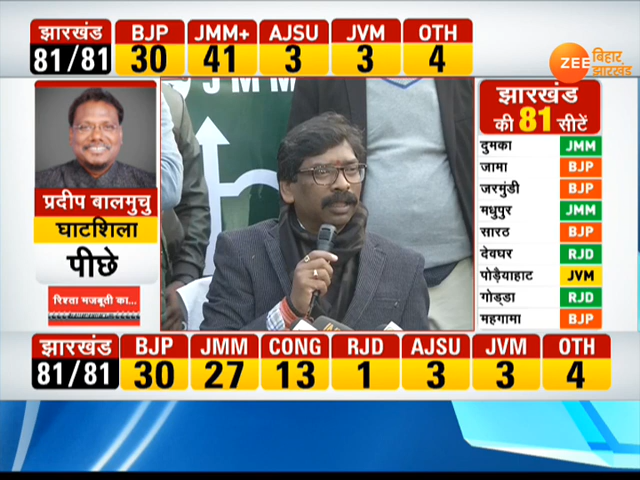 झारखंड BJP JMM+ AJSU JVM OTH
81/81 30 41 3 3 4
ZEE बिहार झारखण्ड
JMM
प्रदीप बालमुचु
घाटशिला
पीछे
रिश्ता मजबूती का...
झारखंड
की 81 सीटें
दुमका JMM
जामा BJP
जरमुंडी BJP
मधुपुर JMM
सारठ BJP
देवघर RJD
पोड़ैयाहाट JVM
गोड्डा RJD
महगामा BJP
झारखंड BJP JMM CONG RJD AJSU JVM OTH
81/81 30 27 13 1 3 3 4